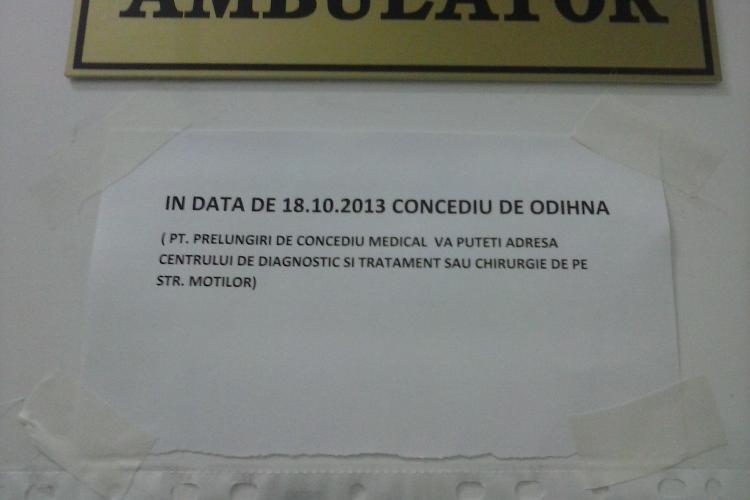 AMBULATOR
IN DATA DE 18.10.2013 CONCEDIU DE ODIHNA
( PT. PRELUNGIRI DE CONCEDIU MEDICAL VA PUTETI ADRESA
CENTRULUI DE DIAGNOSTIC SI TRATAMENT SAU CHIRURGIE DE PE
STR. MOTILOR)